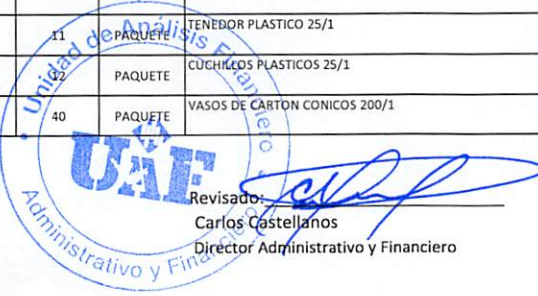 11 PAQUETE TENEDOR PLASTICO 25/1
12 PAQUETE CUCHILLOS PLASTICOS 25/1
40 PAQUETE VASOS DE CARTON CONICOS 200/1
Unidad de Análisis Financiero
UAF
Administrativo y Financiero
Revisado:
Carlos Castellanos
Director Administrativo y Financiero